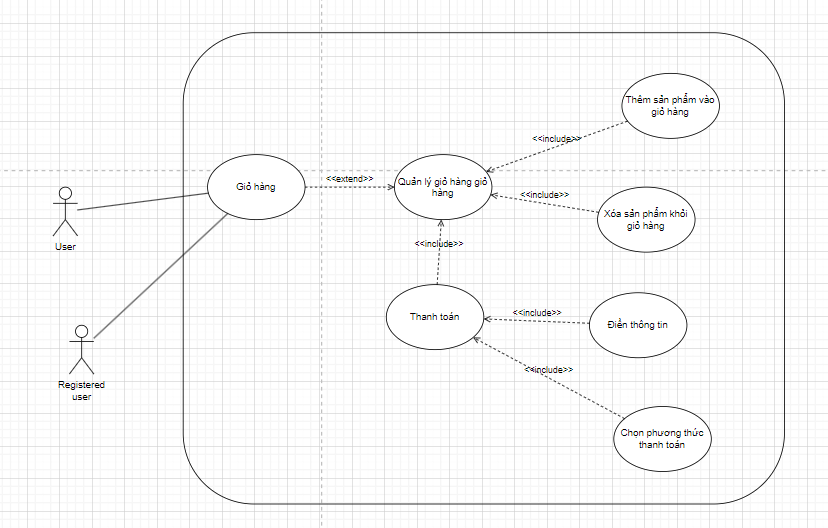 Thêm sản phẩm vào
giỏ hàng
<<include>>
Giỏ hàng
<<extend>>
Quản lý giỏ hàng giỏ
hàng
<<include>>
Xóa sản phẩm khỏi
giỏ hàng
User
<<include>>
Thanh toán
<<include>>
Điền thông tin
Registered
user
<<include>>
Chọn phương thức
thanh toán